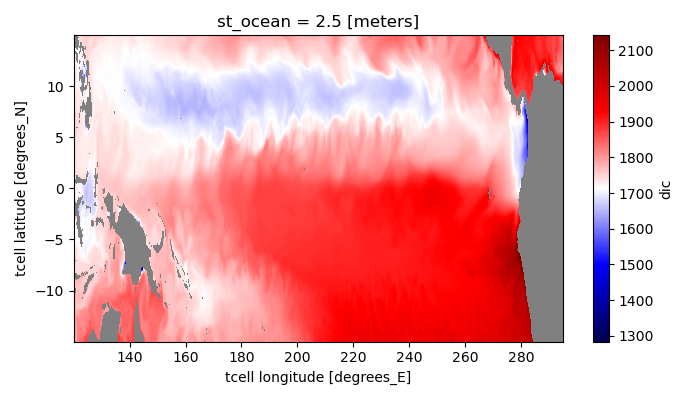 st_ocean = 2.5 [meters]
10
5
0
−5
−10
tcell latitude [degrees_N]
140 160 180 200 220 240 260 280
tcell longitude [degrees_E]
2100
2000
1900
1800
1700
1600
1500
1400
1300
dic